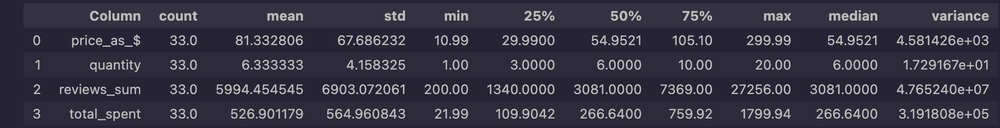 Column count mean std min 25% 50% 75% max median variance
0 price_as_$ 33.0 81.332806 67.686232 10.99 29.9900 54.9521 105.10 299.99 54.9521 4.581426e+03
1 quantity 33.0 6.333333 4.158325 1.00 3.0000 6.0000 10.00 20.00 6.0000 1.729167e+01
2 reviews_sum 33.0 5994.454545 6903.072061 200.00 1340.0000 3081.0000 7369.00 27256.00 3081.0000 4.765240e+07
3 total_spent 33.0 526.901179 564.960843 21.99 109.9042 266.6400 759.92 1799.94 266.6400 3.191808e+05